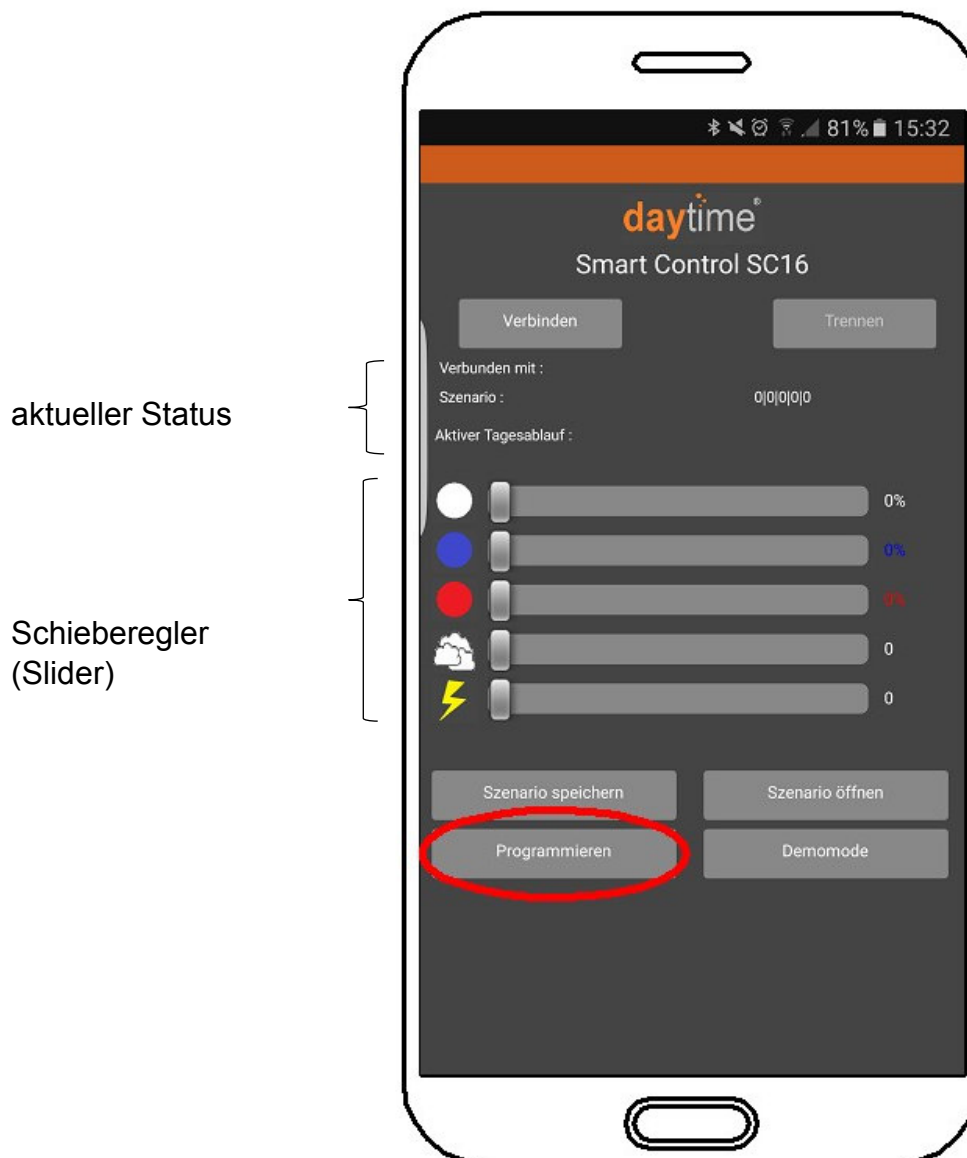 81% 15:32
daytime®
Smart Control SC16
Verbinden Trennen
Verbunden mit :
Szenario : 0|0|0|0|0
Aktiver Tagesablauf :
aktueller Status
0%
0%
0%
0
0
Schieberegler
(Slider)
Szenario speichern Szenario öffnen
Programmieren Demomode